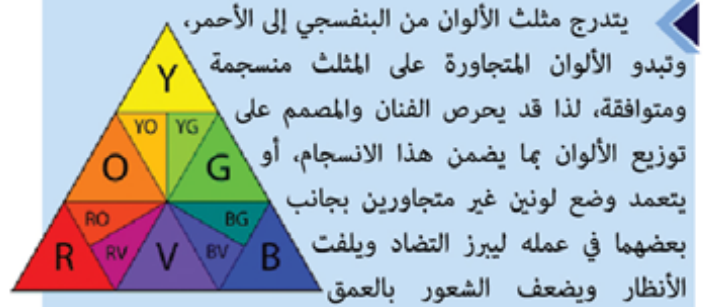 يتدرج مثلث الألوان من البنفسجي إلى الأحمر،
وتبدو الألوان المتجاورة على المثلث منسجمة
ومتوافقة، لذا قد يحرص الفنان والمصمم على
توزيع الألوان بما يضمن هذا الانسجام، أو
يتعمد وضع لونين غير متجاورين بجانب
بعضهما في عمله ليبرز التضاد ويلفت
الأنظار ويضعف الشعور بالعمق
Y
YO YG
O G
RO BG
R RV V BV B